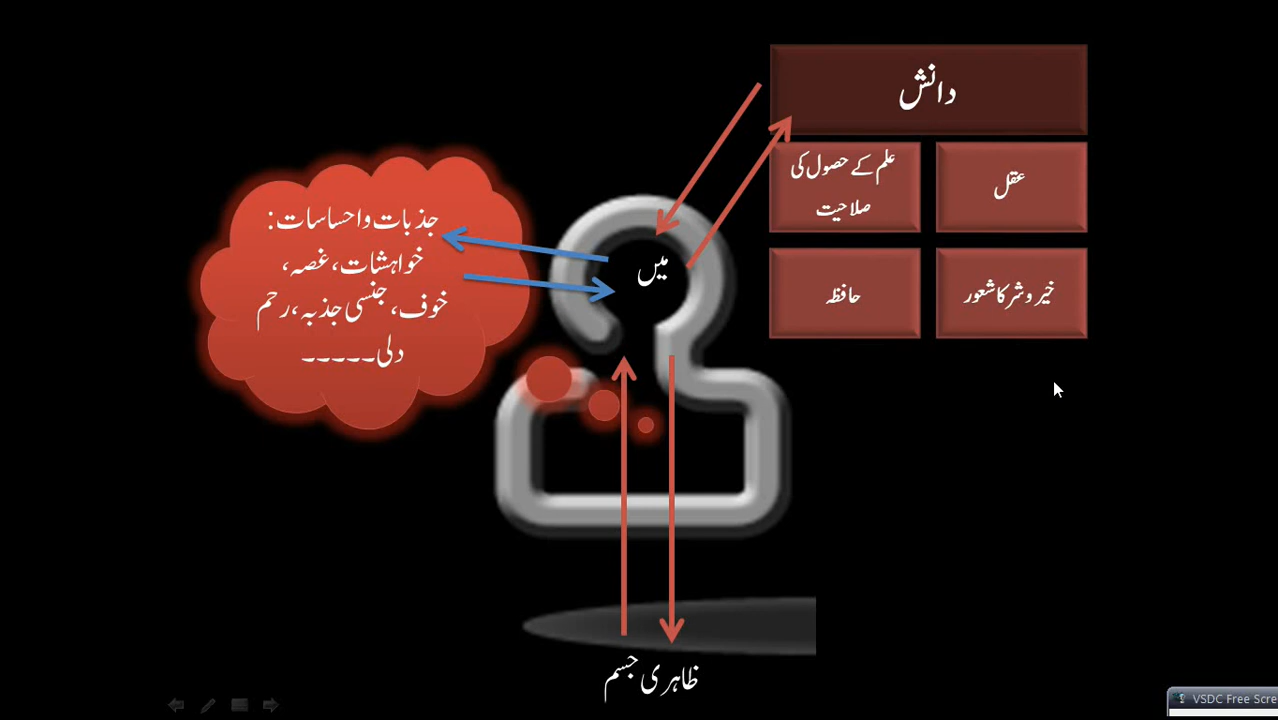 دانش
عقل
علم کے حصول کی
صلاحیت
خیر و شر کا شعور
حافظہ
جذبات و احساسات:
خواہشات، غصہ،
خوف، جنسی جذبہ، رحم
دلی۔۔۔۔۔
میں
ظاہری جسم
VSDC Free Scre